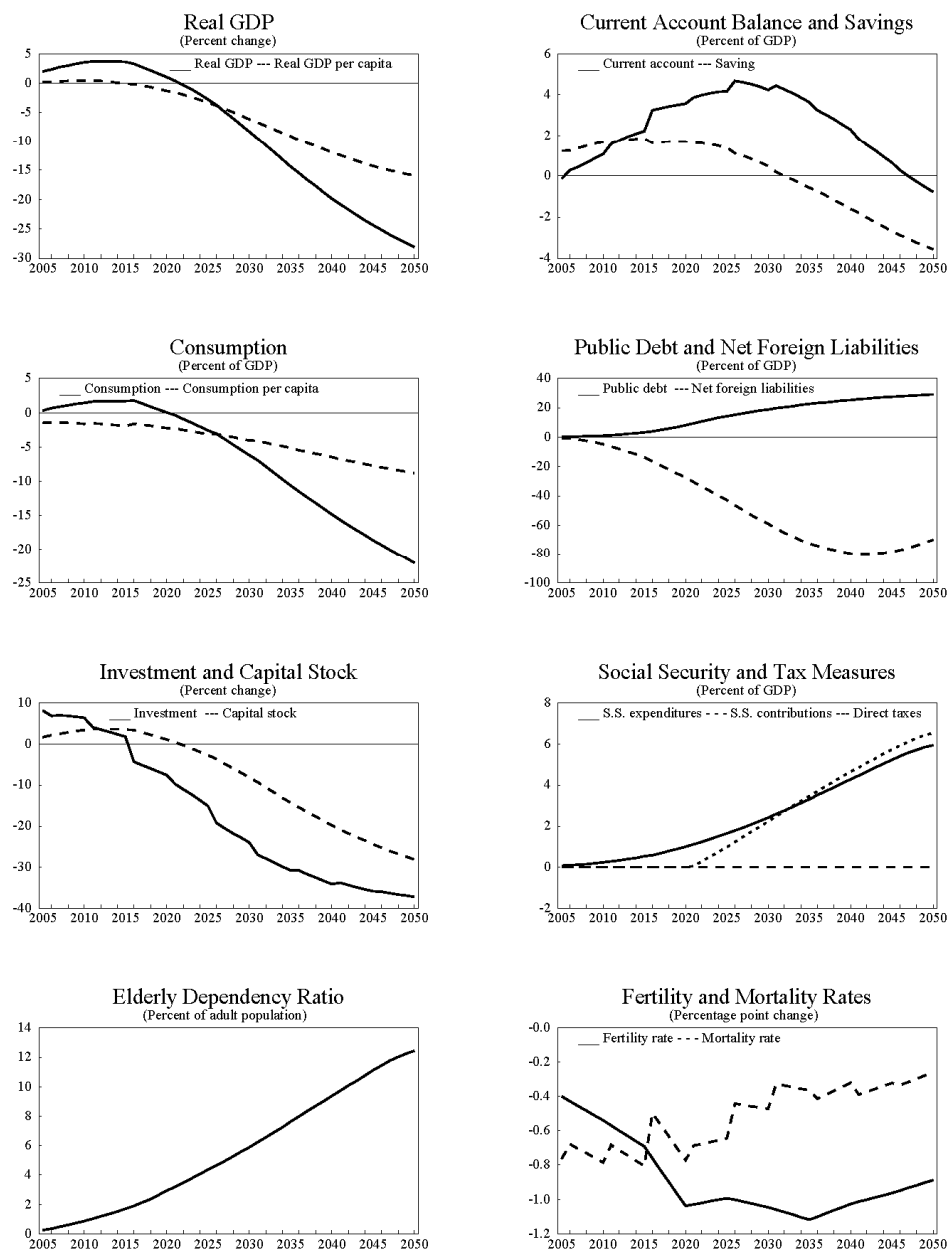 Real GDP
(Percent change)
___ Real GDP --- Real GDP per capita
5
0
-5
-10
-15
-20
-25
-30
2005 2010 2015 2020 2025 2030 2035 2040 2045 2050
Current Account Balance and Savings
(Percent of GDP)
___ Current account --- Saving
6
4
2
0
-2
-4
2005 2010 2015 2020 2025 2030 2035 2040 2045 2050
Consumption
(Percent of GDP)
___ Consumption --- Consumption per capita
5
0
-5
-10
-15
-20
-25
2005 2010 2015 2020 2025 2030 2035 2040 2045 2050
Public Debt and Net Foreign Liabilities
(Percent of GDP)
___ Public debt --- Net foreign liabilities
40
20
0
-20
-40
-60
-80
-100
2005 2010 2015 2020 2025 2030 2035 2040 2045 2050
Investment and Capital Stock
(Percent change)
___ Investment --- Capital stock
10
0
-10
-20
-30
-40
2005 2010 2015 2020 2025 2030 2035 2040 2045 2050
Social Security and Tax Measures
(Percent of GDP)
___ S.S. expenditures - - - S.S. contributions --- Direct taxes
8
6
4
2
0
-2
2005 2010 2015 2020 2025 2030 2035 2040 2045 2050
Elderly Dependency Ratio
(Percent of adult population)
14
12
10
8
6
4
2
0
2005 2010 2015 2020 2025 2030 2035 2040 2045 2050
Fertility and Mortality Rates
(Percentage point change)
___ Fertility rate - - - Mortality rate
-0.0
-0.2
-0.4
-0.6
-0.8
-1.0
-1.2
2005 2010 2015 2020 2025 2030 2035 2040 2045 2050